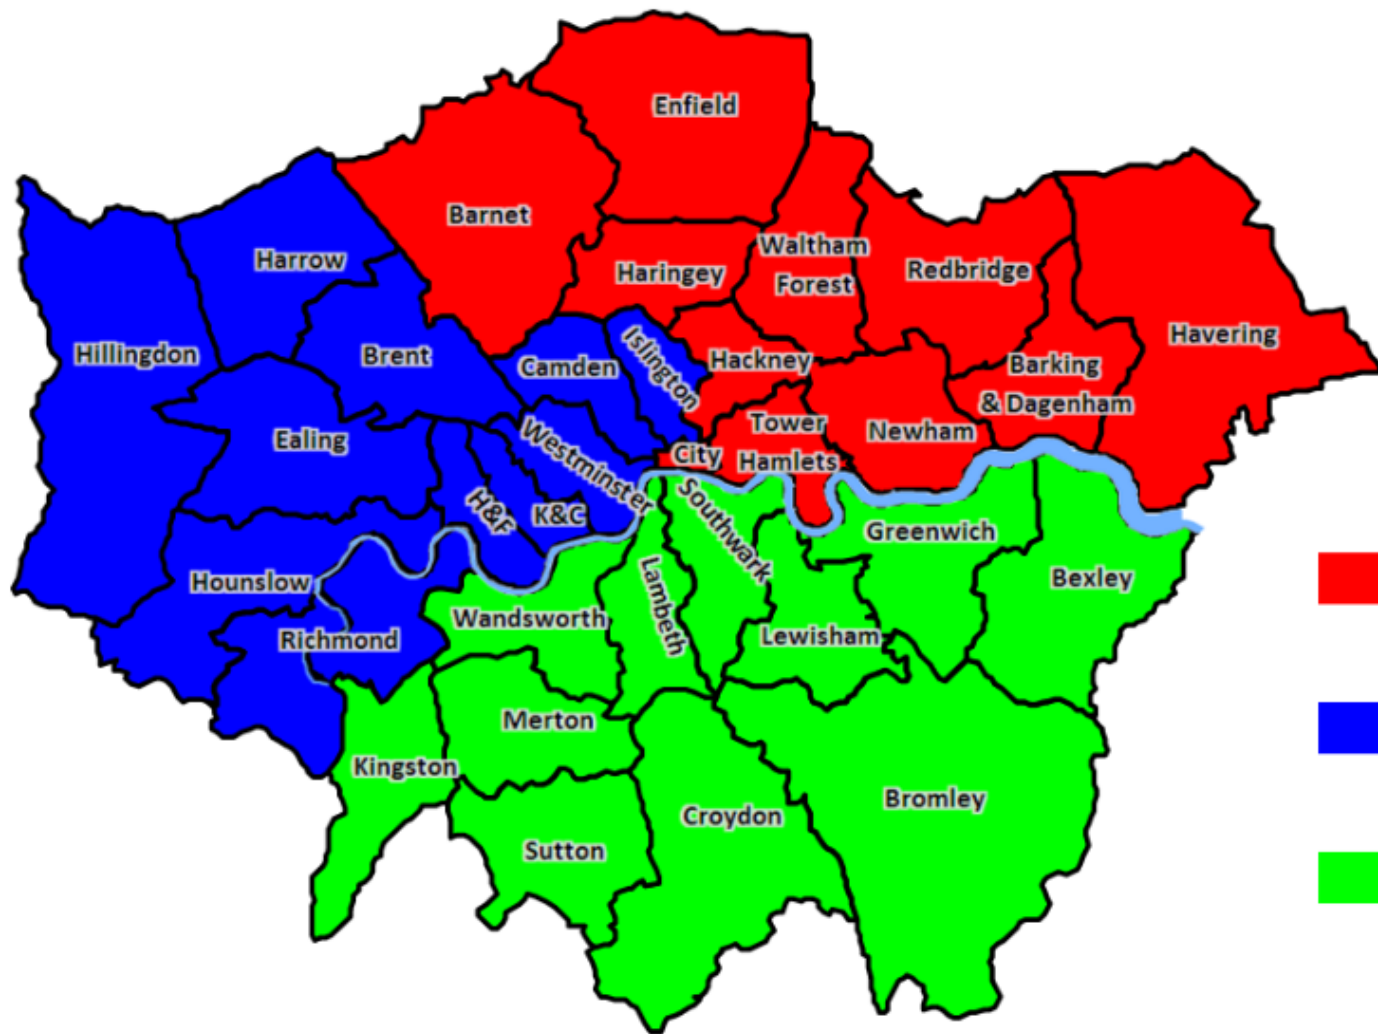 Enfield
Barnet
Waltham
Forest
Harrow
Haringey
Redbridge
Havering
Hillingdon
Brent
Camden
Islington
Hackney
Barking
& Dagenham
Ealing
Westminster
City
Tower
Hamlets
Newham
H&F
K&C
Southwark
Greenwich
Hounslow
Bexley
Richmond
Wandsworth
Lambeth
Lewisham
Merton
Kingston
Croydon
Bromley
Sutton